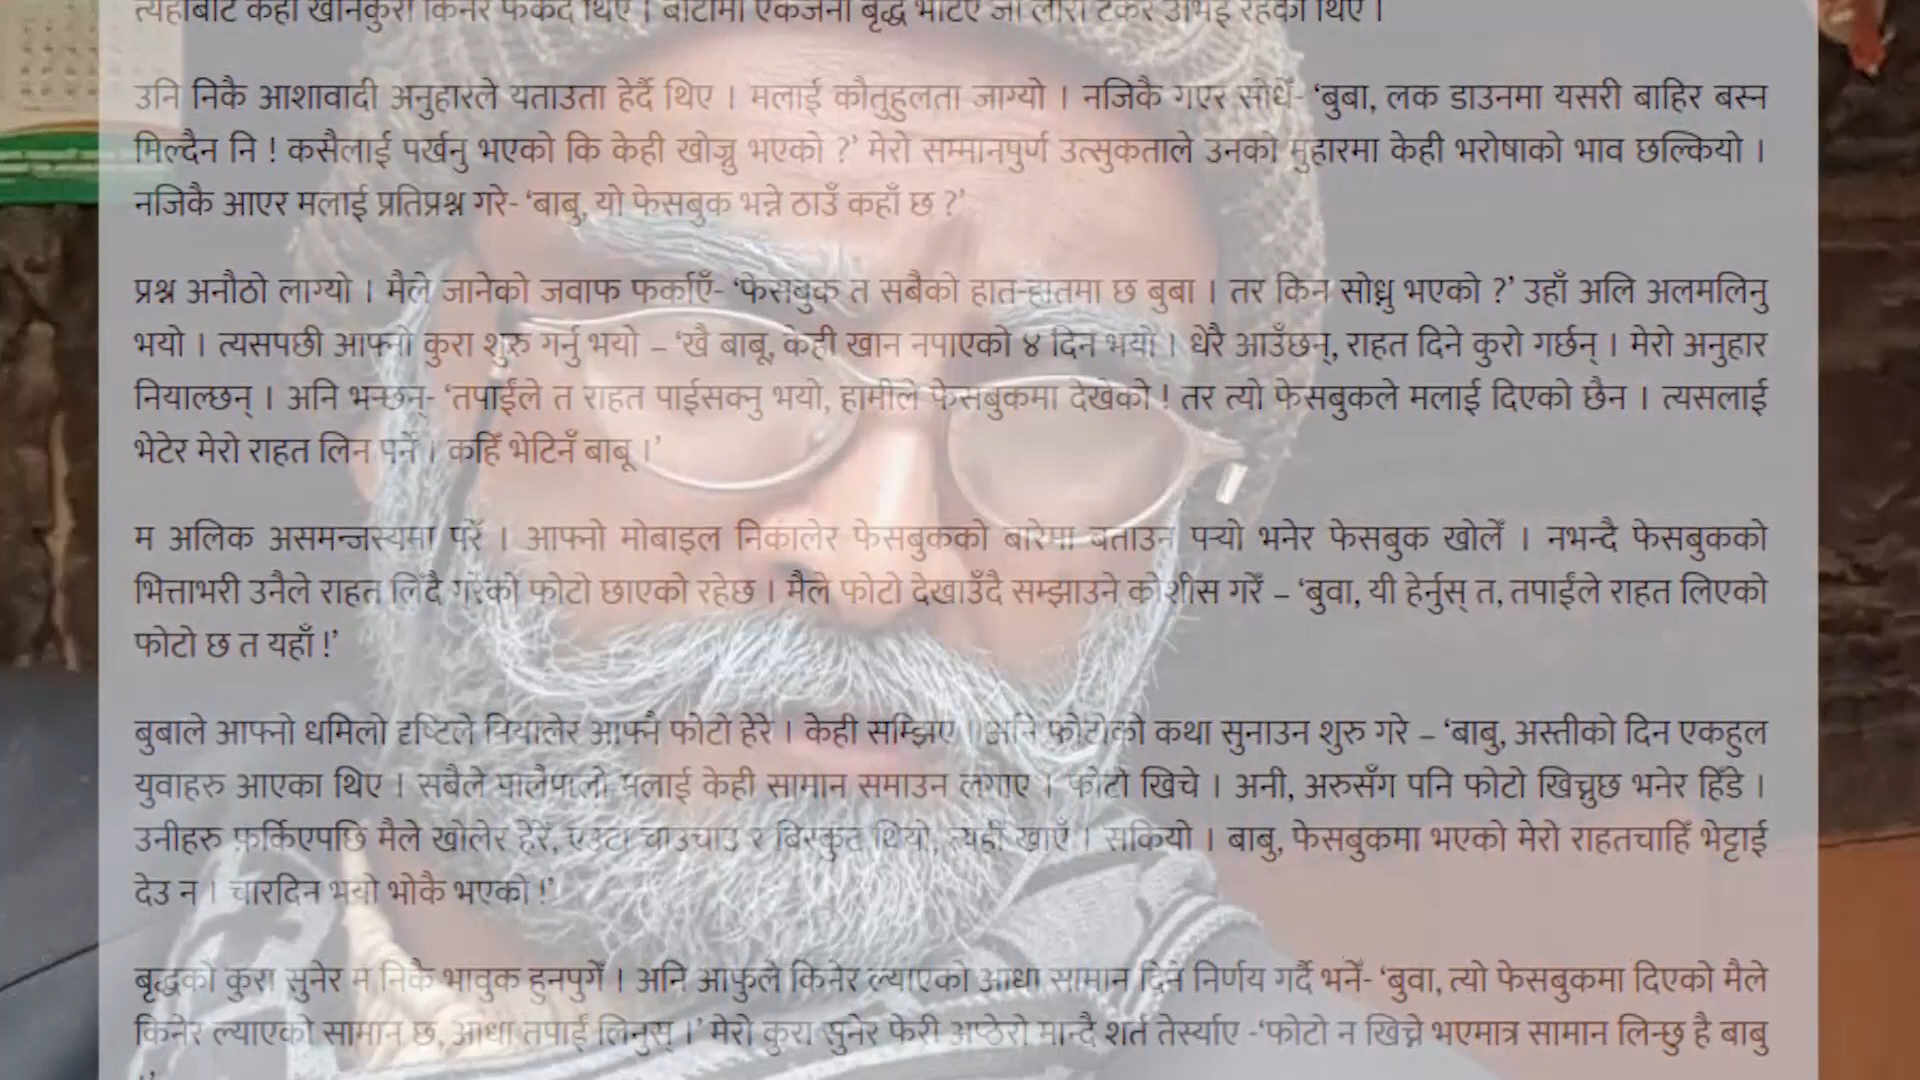 त्यहाँबाट केही खानेकुरा किनेर फर्कदै थिएँ । बाटोमा एकजना बृद्ध भेटिए जो लौरो टेकेर उभिई रहेका थिए ।
उनि निकै आशावादी अनुहारले यताउता हेर्दै थिए । मलाई कौतुहुलता जाग्यो । नजिकै गएर सोधेँ- ‘बुबा, लक डाउनमा यसरी बाहिर बस्न
मिल्दैन नि ! कसैलाई पर्खनु भएको कि केही खोज्नु भएको ?’ मेरो सम्मानपुर्ण उत्सुकताले उनको मुहारमा केही भरोषाको भाव छल्कियो ।
नजिकै आएर मलाई प्रतिप्रश्न गरे- ‘बाबु, यो फेसबुक भन्ने ठाउँ कहाँ छ ?’
प्रश्न अनौठो लाग्यो । मैले जानेको जवाफ फर्काएँ- ‘फेसबुक त सबैको हात-हातमा छ बुबा । तर किन सोध्नु भएको ?’ उहाँ अलि अलमलिनु
भयो । त्यसपछी आफ्नो कुरा शुरु गर्नु भयो – ‘खै बाबू, केही खान नपाएको ४ दिन भयो । धेरै आउँछन्, राहत दिने कुरो गर्छन् । मेरो अनुहार
नियाल्छन् । अनि भन्छन्- ‘तपाईंले त राहत पाईसक्नु भयो, हामीले फेसबुकमा देखेको ! तर त्यो फेसबुकले मलाई दिएको छैन । त्यसलाई
भेटेर मेरो राहत लिन पर्ने । कहिँ भेटिनँ बाबू ।’
म अलिक असमन्जस्यमा परेँ । आफ्नो मोबाइल निकालेर फेसबुकको बारेमा बताउन पर्‍यो भनेर फेसबुक खोलेँ । नभन्दै फेसबुकको
भित्ताभरी उनैले राहत लिँदै गरेको फोटो छाएको रहेछ । मैले फोटो देखाउँदै सम्झाउने कोशीस गरेँ – ‘बुवा, यी हेर्नुस् त, तपाईंले राहत लिएको
फोटो छ त यहाँ !’
बुबाले आफ्नो धमिलो दृष्टिले नियालेर आफ्नै फोटो हेरे । केही सम्झिए । अनि फोटोको कथा सुनाउन शुरु गरे – ‘बाबु, अस्तीको दिन एकहुल
युवाहरु आएका थिए । सबैले पालैपालो मलाई केही सामान समाउन लगाए । फोटो खिचे । अनी, अरुसँग पनि फोटो खिच्नुछ भनेर हिँडे ।
उनीहरु फ़र्किएपछि मैले खोलेर हेरेँ, एउटा चाउचाउ र बिस्कुट थियो, त्यही खाएँ । सकियो । बाबु, फेसबुकमा भएको मेरो राहतचाहिँ भेट्टाई
देउ न । चारदिन भयो भोकै भएको !’
बृद्धको कुरा सुनेर म निकै भावुक हुनपुगेँ । अनि आफुले किनेर ल्याएको आधा सामान दिने निर्णय गर्दै भनेँ- ‘बुवा, त्यो फेसबुकमा दिएको मैले
किनेर ल्याएको सामान छ, आधा तपाईं लिनुस् ।’ मेरो कुरा सुनेर फेरी अप्ठेरो मान्दै शर्त तेर्स्याए -‘फोटो न खिच्ने भएमात्र सामान लिन्छु है बाबु